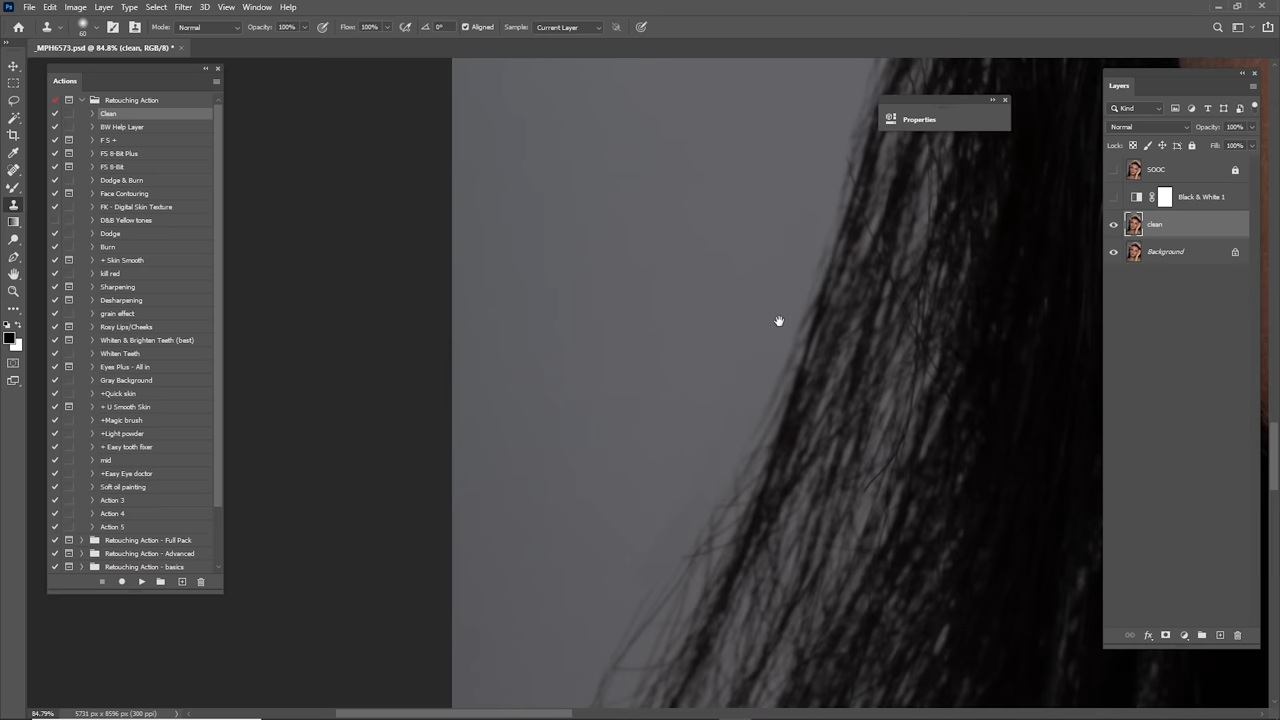 Ps File Edit Image Layer Type Select Filter 3D View Window Help
60 Mode: Normal Opacity: 100% Flow: 100% 0° Aligned Sample: Current Layer
_MPH6573.psd @ 84.8% (clean, RGB/8) * ×
Actions
Retouching Action
Clean
BW Help Layer
F S +
FS 8-Bit Plus
FS 8-Bit
Dodge & Burn
Face Contouring
FK - Digital Skin Texture
D&B Yellow tones
Dodge
Burn
+ Skin Smooth
kill red
Sharpening
Desharpening
grain effect
Rosy Lips/Cheeks
Whiten & Brighten Teeth (best)
Whiten Teeth
Eyes Plus - All in
Gray Background
+Quick skin
+ U Smooth Skin
+Magic brush
+Light powder
+ Easy tooth fixer
mid
+Easy Eye doctor
Soft oil painting
Action 3
Action 4
Action 5
Retouching Action - Full Pack
Retouching Action - Advanced
Retouching Action - basics
Properties
Layers
Kind
Normal Opacity: 100%
Lock: Fill: 100%
SOOC
Black & White 1
clean
Background
fx
84.79% 5731 px x 8596 px (300 ppi)